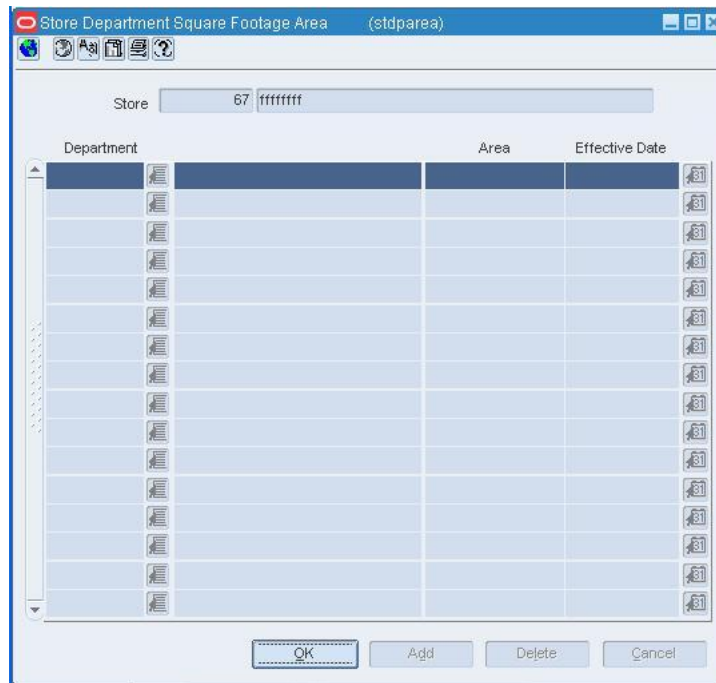 Store Department Square Footage Area (stdparea)
Store 67 ffffffff
Department Area Effective Date
OK Add Delete Cancel